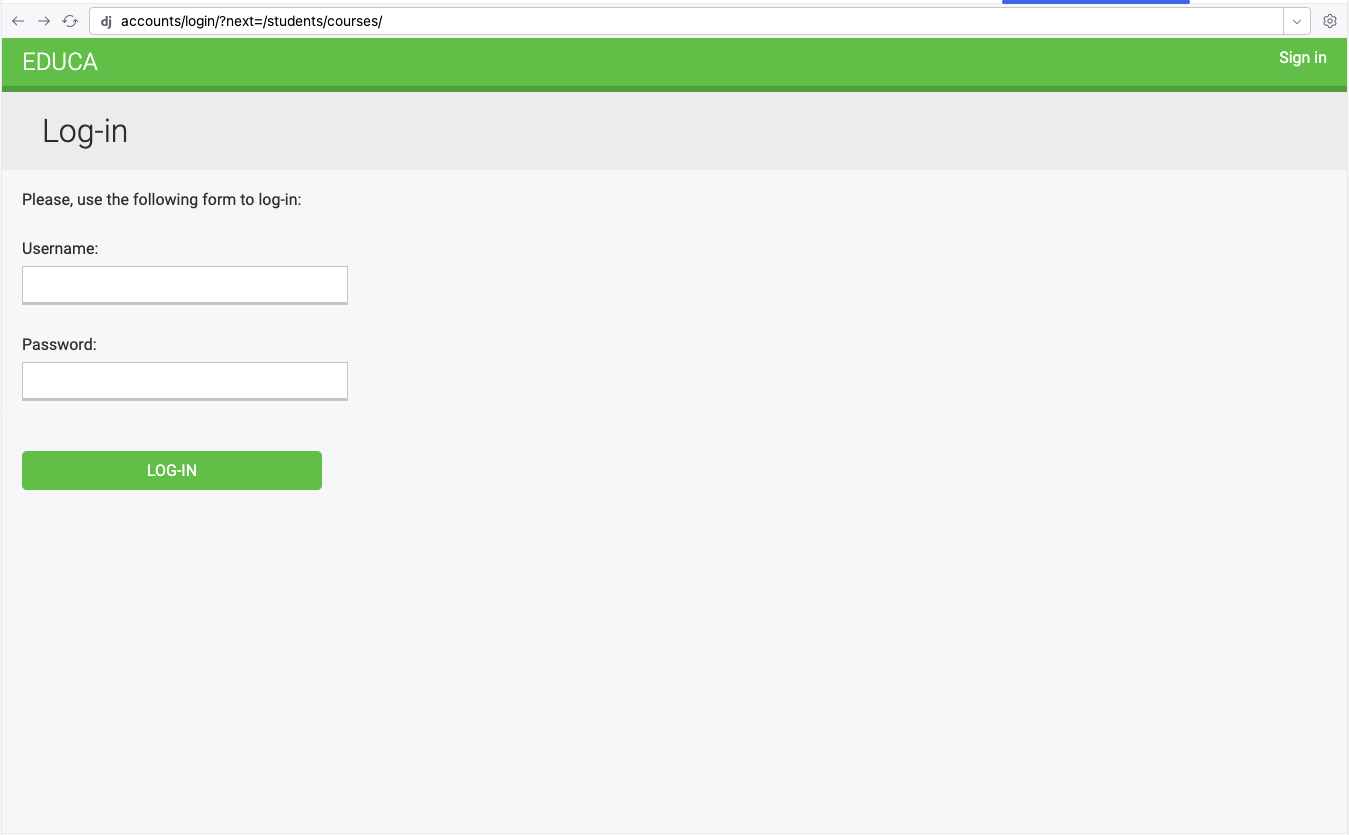 dj accounts/login/?next=/students/courses/
EDUCA
Sign in
Log-in
Please, use the following form to log-in:
Username:
Password:
LOG-IN